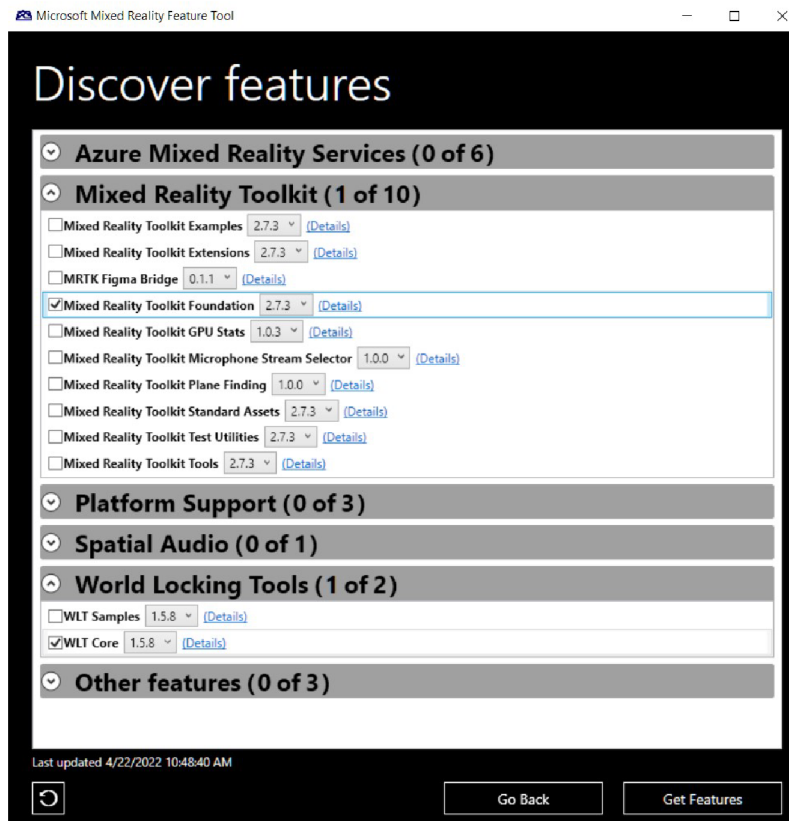 Microsoft Mixed Reality Feature Tool
Discover features
Azure Mixed Reality Services (0 of 6)
Mixed Reality Toolkit (1 of 10)
Mixed Reality Toolkit Examples 2.7.3 (Details)
Mixed Reality Toolkit Extensions 2.7.3 (Details)
MRTK Figma Bridge 0.1.1 (Details)
Mixed Reality Toolkit Foundation 2.7.3 (Details)
Mixed Reality Toolkit GPU Stats 1.0.3 (Details)
Mixed Reality Toolkit Microphone Stream Selector 1.0.0 (Details)
Mixed Reality Toolkit Plane Finding 1.0.0 (Details)
Mixed Reality Toolkit Standard Assets 2.7.3 (Details)
Mixed Reality Toolkit Test Utilities 2.7.3 (Details)
Mixed Reality Toolkit Tools 2.7.3 (Details)
Platform Support (0 of 3)
Spatial Audio (0 of 1)
World Locking Tools (1 of 2)
WLT Samples 1.5.8 (Details)
WLT Core 1.5.8 (Details)
Other features (0 of 3)
Last updated 4/22/2022 10:48:40 AM
Go Back Get Features